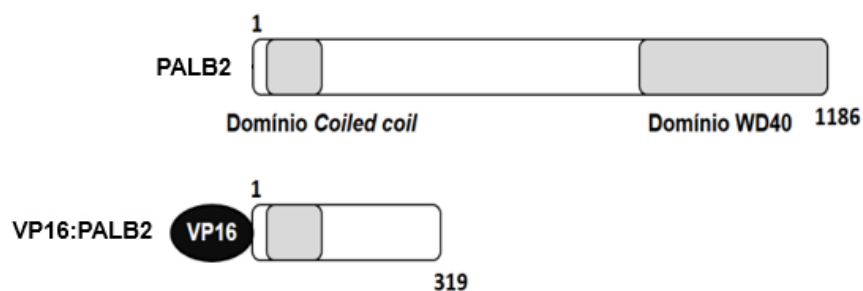 1
PALB2
Domínio Coiled coil
Domínio WD40
1186
1
VP16:PALB2
VP16
319